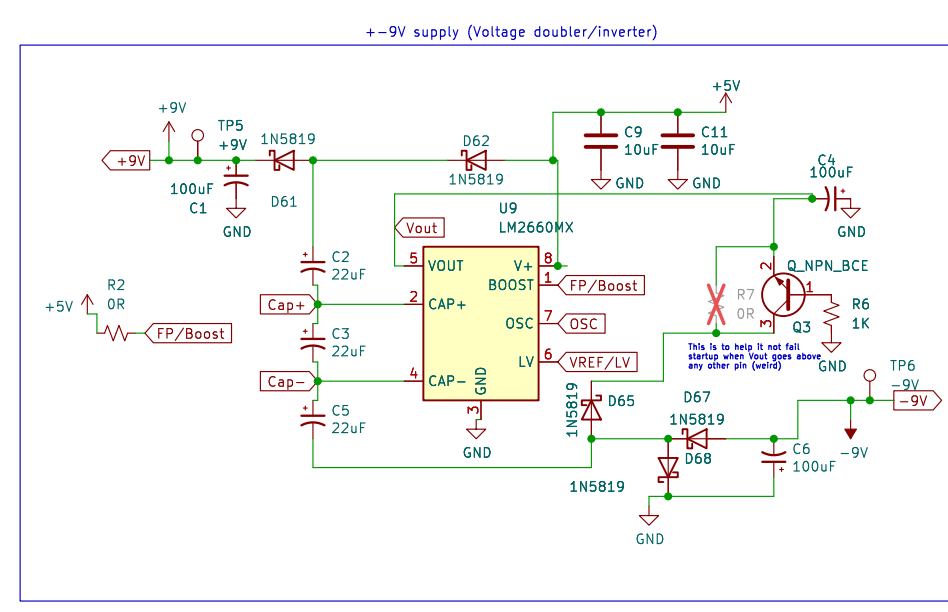 +-9V supply (Voltage doubler/inverter)
+5V
+9V
TP5
+9V
+9V
1N5819
D61
100uF
C1
GND
D62
1N5819
C9
10uF
GND
C11
10uF
GND
C4
100uF
+
GND
U9
LM2660MX
Vout
5
VOUT
V+
8
BOOST
1
FP/Boost
2
CAP+
OSC
7
OSC
LV
6
VREF/LV
4
CAP-
GND
3
GND
+
C2
22uF
Cap+
+
C3
22uF
Cap-
+
C5
22uF
+5V
R2
0R
FP/Boost
2
Q_NPN_BCE
1
3
Q3
R7
0R
R6
1K
GND
This is to help it not fail
startup when Vout goes above
any other pin (weird)
1N5819
D65
D67
1N5819
D68
1N5819
TP6
-9V
-9V
-9V
C6
100uF
+
GND